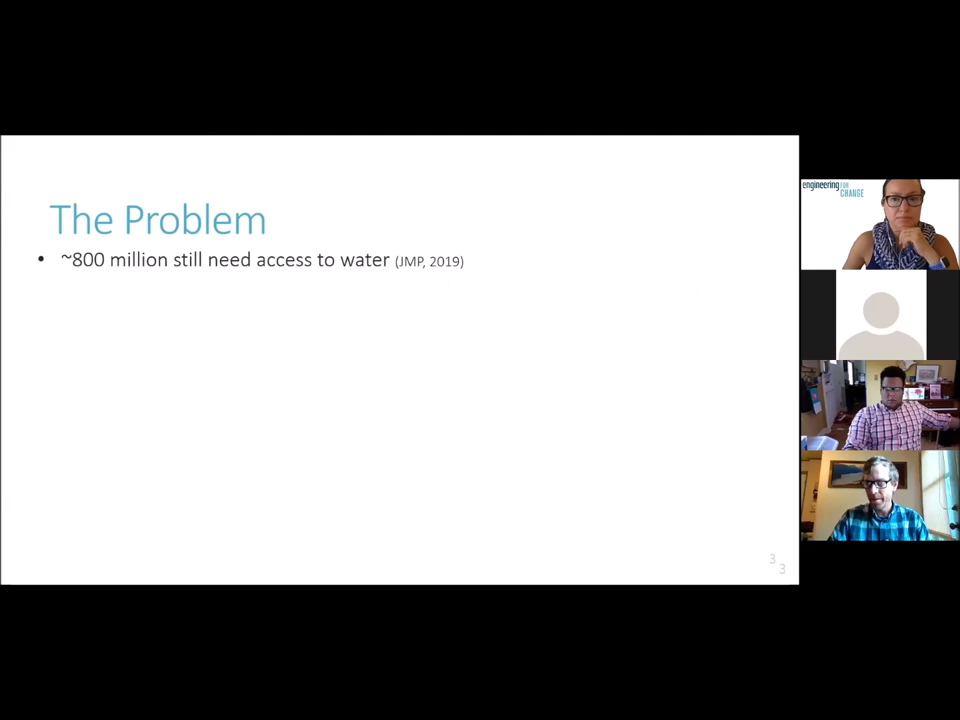 The Problem
• ~800 million still need access to water (JMP, 2019)
3
3
engineering FOR
CHANGE